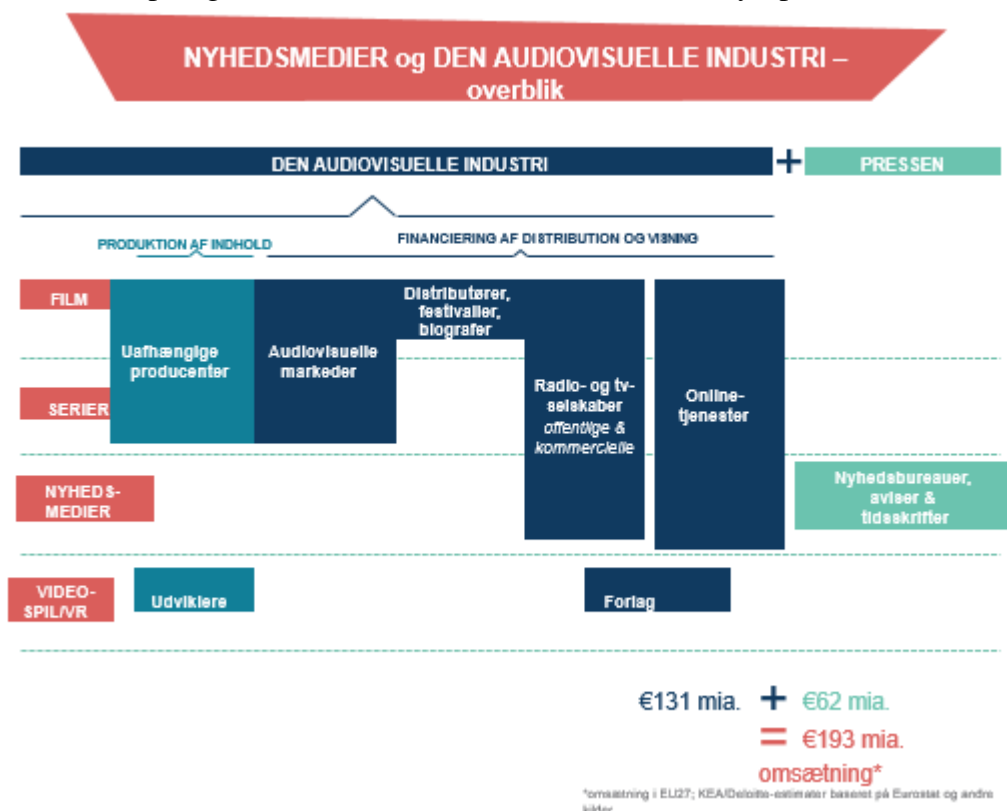 NYHEDSMEDIER og DEN AUDIOVISUELLE INDUSTRI –
overblik
DEN AUDIOVISUELLE INDUSTRI
+
PRESSEN
PRODUKTION AF INDHOLD
FINANCIERING AF DISTRIBUTION OG VISNING
FILM
Uafhængige
producenter
Audiovisuelle
markeder
Distributører,
festivaller,
biografer
Radio- og tv-
selskaber
offentlige &
kommercielle
Online-
tjenester
SERIER
NYHEDS-
MEDIER
Nyhedsbureauer,
aviser &
tidsskrifter
VIDEO-
SPIL/VR
Udviklere
Forlag
€131 mia. + €62 mia.
= €193 mia.
omsætning*
*omsætning i EU27; KEA/Deloitte-estimater baseret på Eurostat og andre